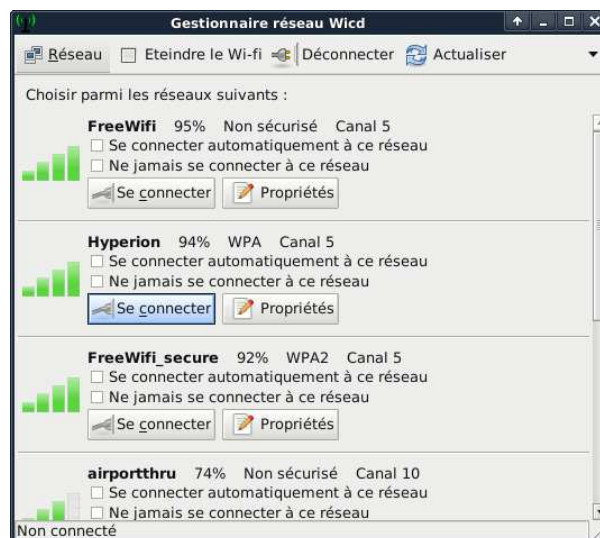 Gestionnaire réseau Wicd
Réseau Eteindre le Wi-fi Déconnecter Actualiser
Choisir parmi les réseaux suivants :
FreeWifi 95% Non sécurisé Canal 5
Se connecter automatiquement à ce réseau
Ne jamais se connecter à ce réseau
Se connecter Propriétés
Hyperion 94% WPA Canal 5
Se connecter automatiquement à ce réseau
Ne jamais se connecter à ce réseau
Se connecter Propriétés
FreeWifi_secure 92% WPA2 Canal 5
Se connecter automatiquement à ce réseau
Ne jamais se connecter à ce réseau
Se connecter Propriétés
airportthru 74% Non sécurisé Canal 10
Se connecter automatiquement à ce réseau
Ne jamais se connecter à ce réseau
Non connecté